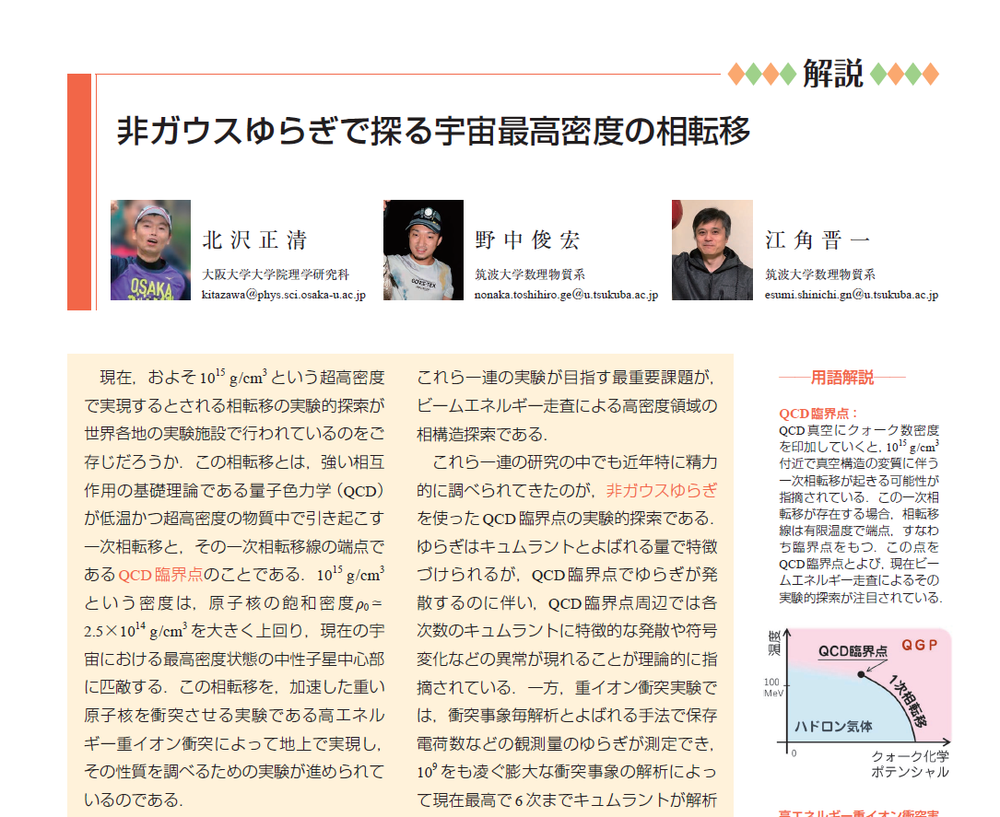 解説
非ガウスゆらぎで探る宇宙最高密度の相転移
北沢正清
大阪大学大学院理学研究科
kitazawa@phys.sci.osaka-u.ac.jp
野中俊宏
筑波大学数理物質系
nonaka.toshihiro.ge@u.tsukuba.ac.jp
江角晋一
筑波大学数理物質系
esumi.shinichi.gn@u.tsukuba.ac.jp
OSAKA
GORE-TEX
現在，およそ10¹⁵ g/cm³という超高密度
で実現するとされる相転移の実験的探索が
世界各地の実験施設で行われているのをご
存じだろうか．この相転移とは，強い相互
作用の基礎理論である量子色力学（QCD）
が低温かつ超高密度の物質中で引き起こす
一次相転移と，その一次相転移線の端点で
あるQCD臨界点のことである．10¹⁵ g/cm³
という密度は，原子核の飽和密度ρ₀≃
2.5×10¹⁴ g/cm³を大きく上回り，現在の宇
宙における最高密度状態の中性子星中心部
に匹敵する．この相転移を，加速した重い
原子核を衝突させる実験である高エネル
ギー重イオン衝突によって地上で実現し，
その性質を調べるための実験が進められて
いるのである．
これら一連の実験が目指す最重要課題が，
ビームエネルギー走査による高密度領域の
相構造探索である．
これら一連の研究の中でも近年特に精力
的に調べられてきたのが，非ガウスゆらぎ
を使ったQCD臨界点の実験的探索である．
ゆらぎはキュムラントとよばれる量で特徴
づけられるが，QCD臨界点でゆらぎが発
散するのに伴い，QCD臨界点周辺では各
次数のキュムラントに特徴的な発散や符号
変化などの異常が現れることが理論的に指
摘されている．一方，重イオン衝突実験で
は，衝突事象毎解析とよばれる手法で保存
電荷数などの観測量のゆらぎが測定でき，
10⁹をも凌ぐ膨大な衝突事象の解析によっ
て現在最高で6次までキュムラントが解析
用語解説
QCD臨界点：
QCD真空にクォーク数密度
を印加していくと，10¹⁵ g/cm³
付近で真空構造の変質に伴う
一次相転移が起きる可能性が
指摘されている．この一次相
転移が存在する場合，相転移
線は有限温度で端点，すなわ
ち臨界点をもつ．この点を
QCD臨界点とよび，現在ビー
ムエネルギー走査によるその
実験的探索が注目されている．
温度
QCD臨界点
QGP
100
MeV
1次相転移
ハドロン気体
0
クォーク化学
ポテンシャル
高エネルギー重イオン衝突実